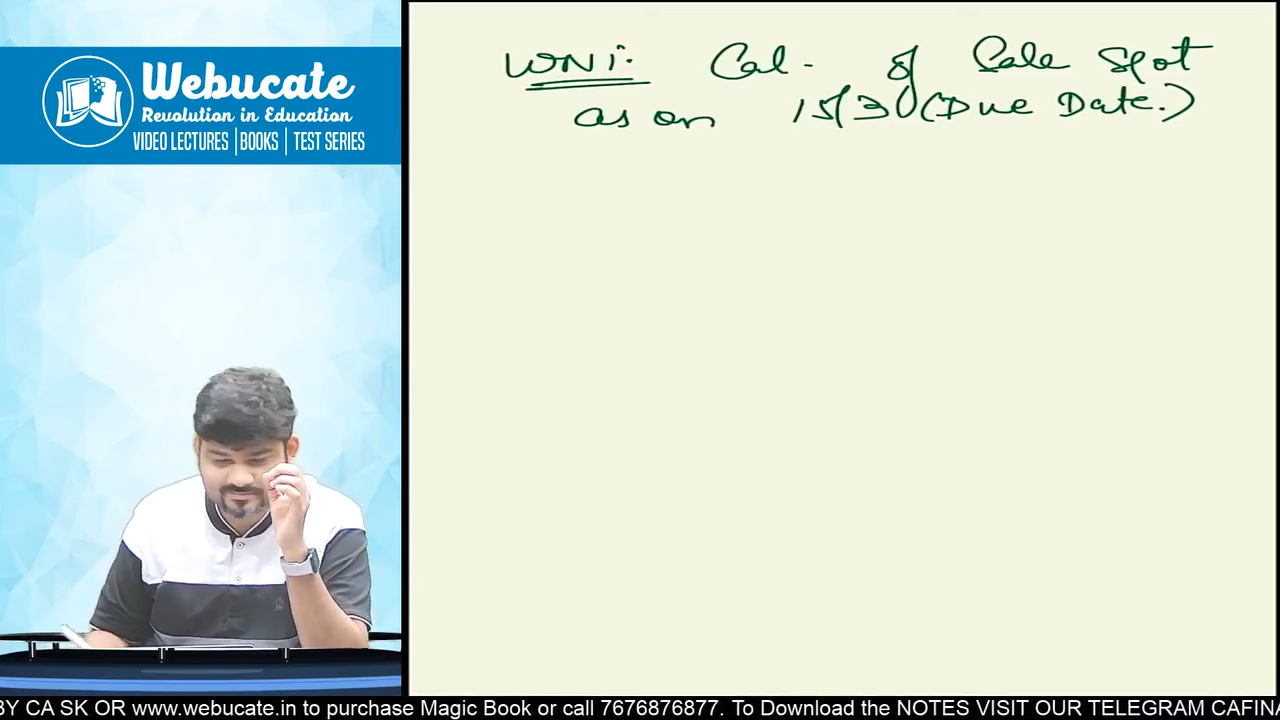 Webucate
Revolution in Education
VIDEO LECTURES | BOOKS | TEST SERIES
WN1: Cal. of Sale Spot
as on 15/3 (Due Date.)
BY CA SK OR www.webucate.in to purchase Magic Book or call 7676876877. To Download the NOTES VISIT OUR TELEGRAM CAFINA